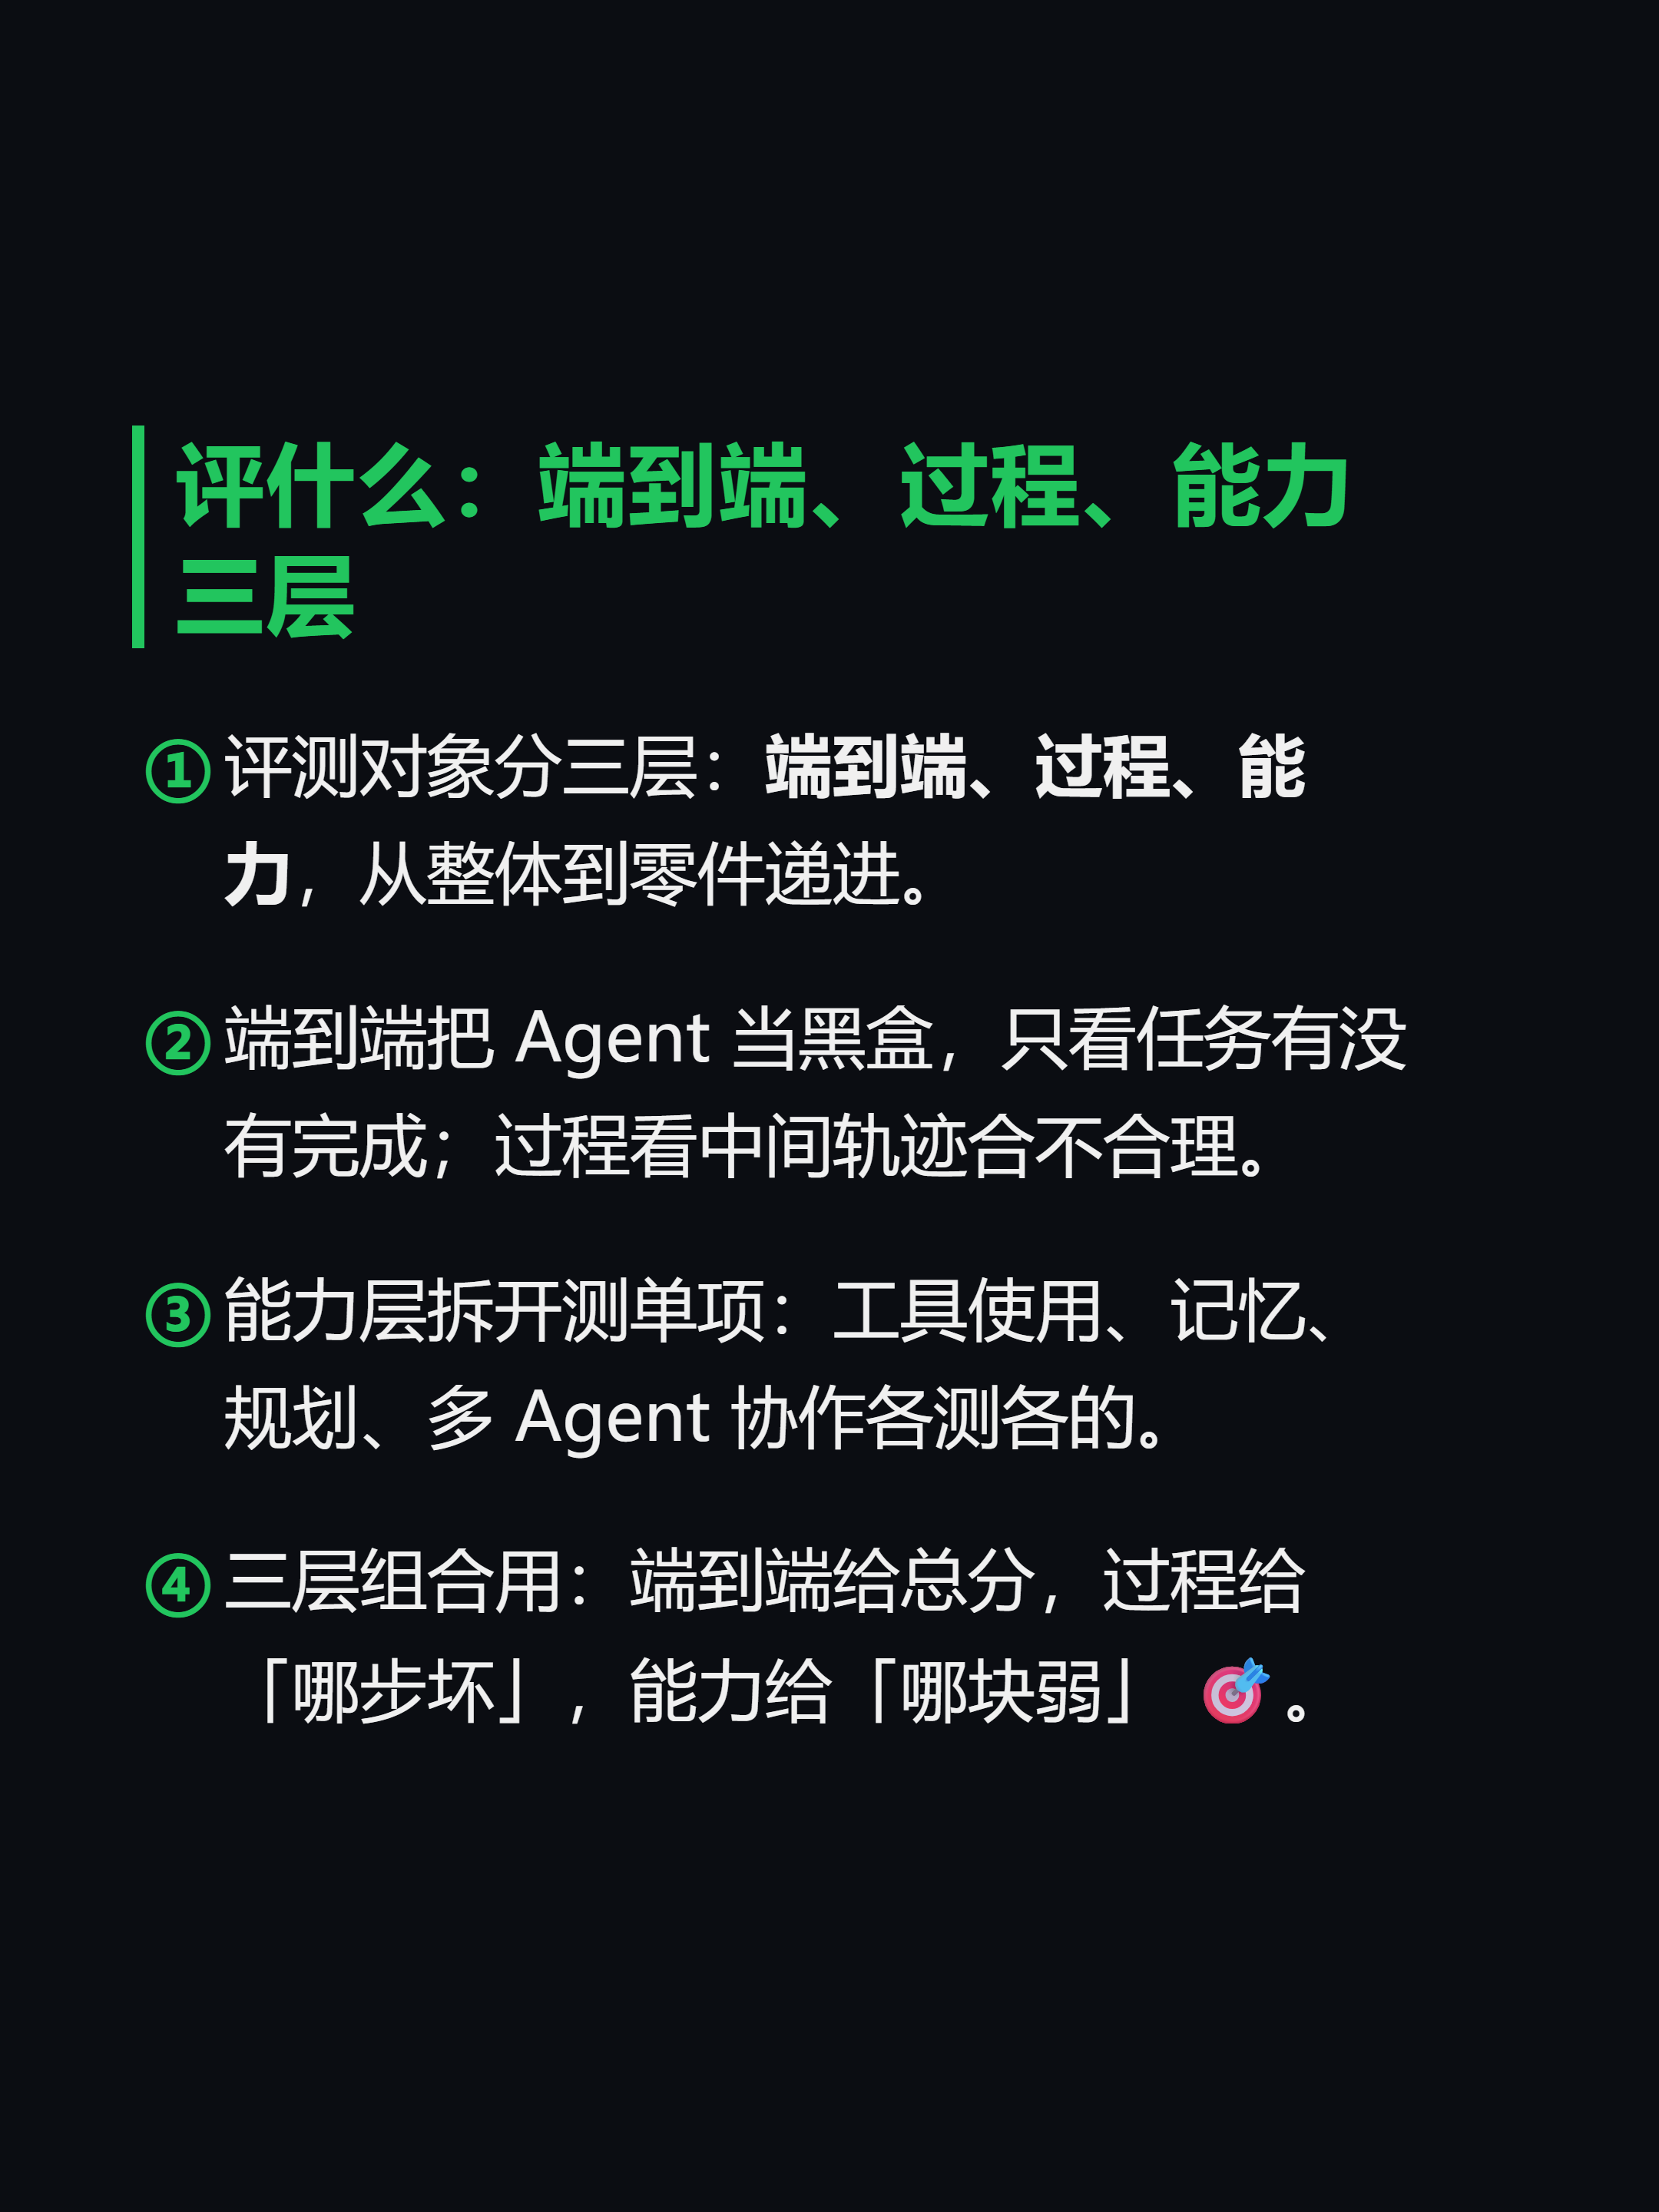 评什么：端到端、过程、能力
三层
① 评测对象分三层：端到端、过程、能
力，从整体到零件递进。
② 端到端把 Agent 当黑盒，只看任务有没
有完成；过程看中间轨迹合不合理。
③ 能力层拆开测单项：工具使用、记忆、
规划、多 Agent 协作各测各的。
④ 三层组合用：端到端给总分，过程给
「哪步坏」，能力给「哪块弱」 🎯 。